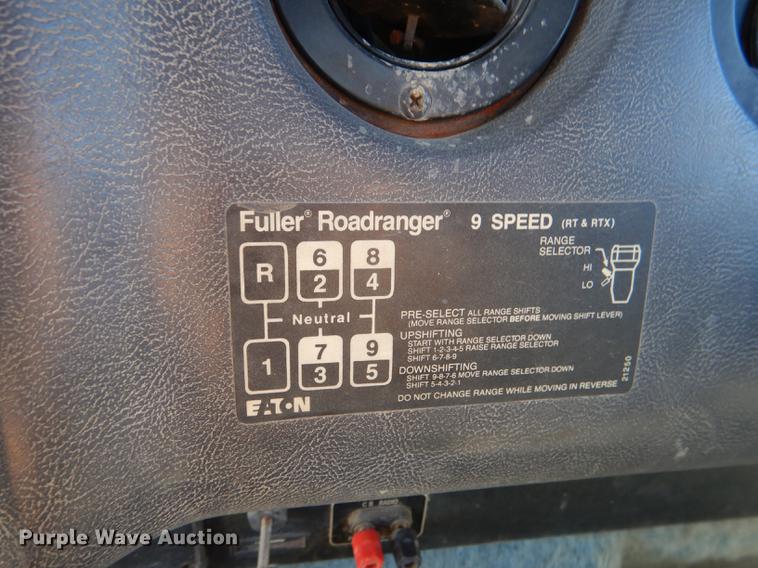 Fuller® Roadranger® 9 SPEED (RT & RTX)
RANGE
SELECTOR
HI
LO
R 6 8
2 4
Neutral
7 9
1 3 5
PRE-SELECT ALL RANGE SHIFTS
(MOVE RANGE SELECTOR BEFORE MOVING SHIFT LEVER)
UPSHIFTING
START WITH RANGE SELECTOR DOWN
SHIFT 1-2-3-4-5 RAISE RANGE SELECTOR
SHIFT 6-7-8-9
DOWNSHIFTING
SHIFT 9-8-7-6 MOVE RANGE SELECTOR DOWN
SHIFT 5-4-3-2-1
DO NOT CHANGE RANGE WHILE MOVING IN REVERSE
21250
EATON
CB RADIO
Purple Wave Auction